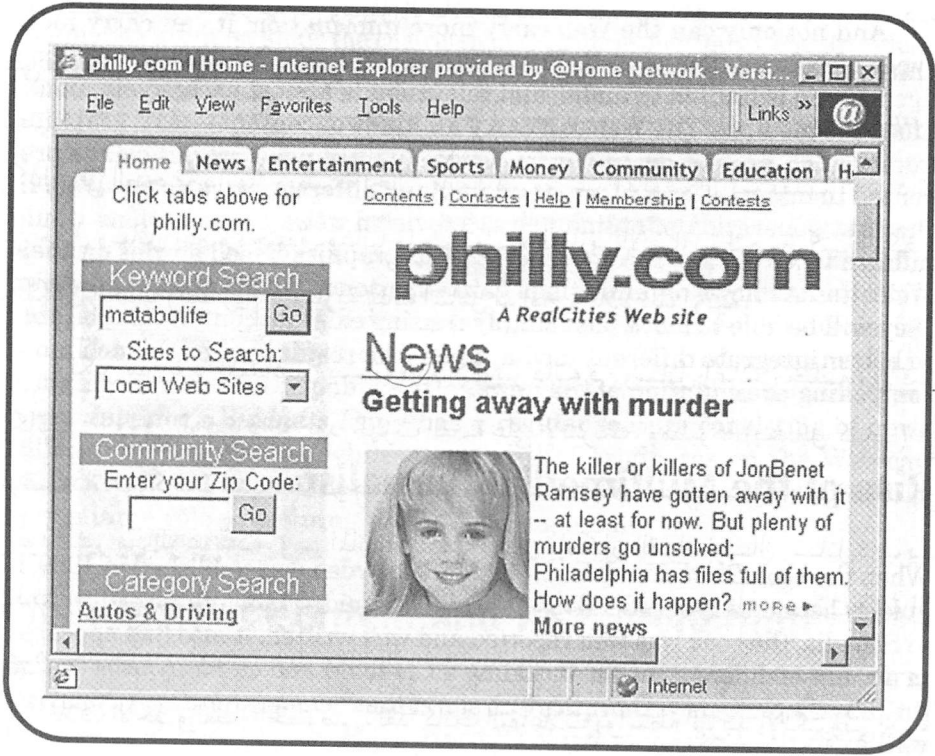 philly.com | Home - Internet Explorer provided by @Home Network - Versi...
File Edit View Favorites Tools Help Links » @
Home News Entertainment Sports Money Community Education H
Click tabs above for
philly.com.
Contents | Contacts | Help | Membership | Contests
philly.com
A RealCities Web site
Keyword Search
matabolife Go
Sites to Search:
Local Web Sites
Community Search
Enter your Zip Code:
Go
Category Search
Autos & Driving
News
Getting away with murder
The killer or killers of JonBenet
Ramsey have gotten away with it
-- at least for now. But plenty of
murders go unsolved;
Philadelphia has files full of them.
How does it happen? more
More news
Internet